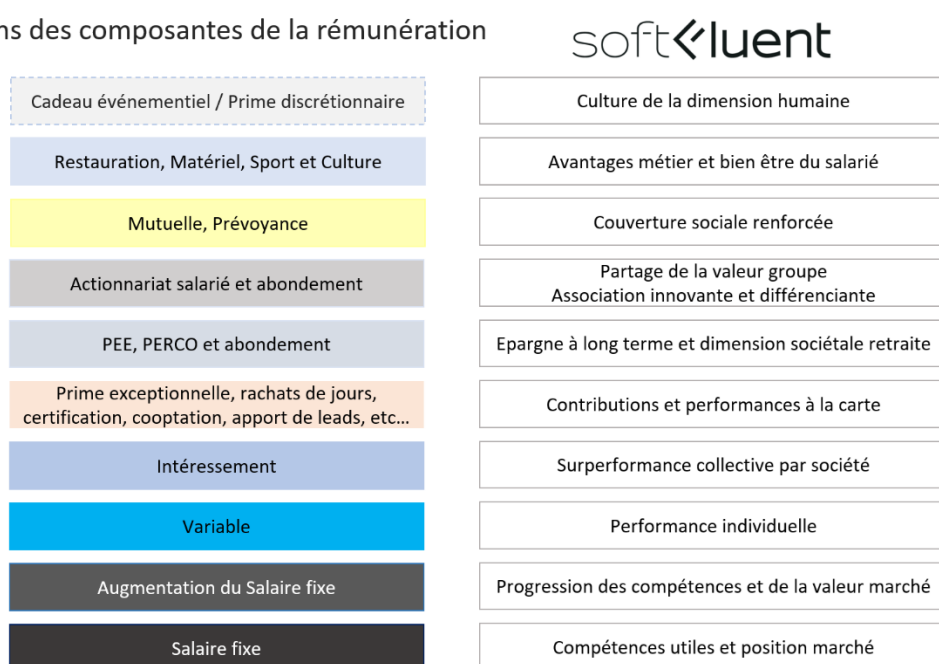 des composantes de la rémunération
softfluent
Cadeau événementiel / Prime discrétionnaire
Culture de la dimension humaine
Restauration, Matériel, Sport et Culture
Avantages métier et bien être du salarié
Mutuelle, Prévoyance
Couverture sociale renforcée
Actionnariat salarié et abondement
Partage de la valeur groupe
Association innovante et différenciante
PEE, PERCO et abondement
Epargne à long terme et dimension sociétale retraite
Prime exceptionnelle, rachats de jours,
certification, cooptation, apport de leads, etc...
Contributions et performances à la carte
Intéressement
Surperformance collective par société
Variable
Performance individuelle
Augmentation du Salaire fixe
Progression des compétences et de la valeur marché
Salaire fixe
Compétences utiles et position marché